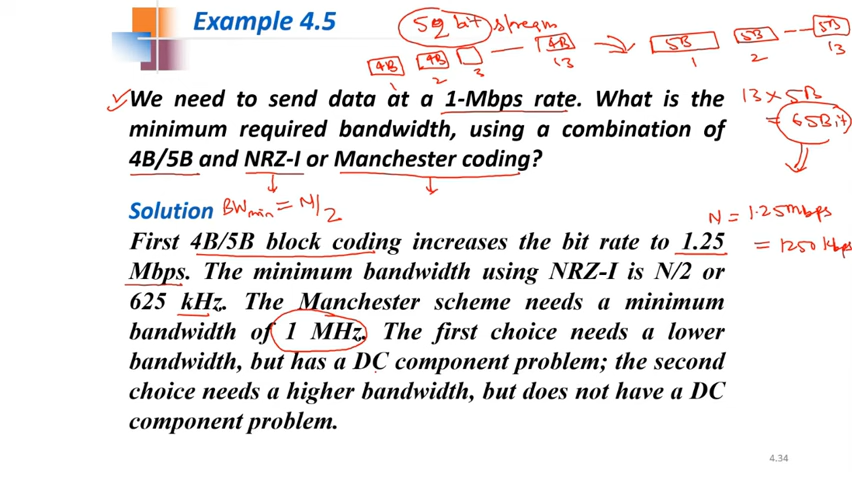 Example 4.5
52 bit stream
4B 4B 4B 5B 5B 5B
1 2 3 13 1 2 13
We need to send data at a 1-Mbps rate. What is the
minimum required bandwidth, using a combination of
4B/5B and NRZ-I or Manchester coding?
13 × 5B
= 65Bit
Solution BWmin = N/2
N = 1.25mbps
= 1250 kbps
First 4B/5B block coding increases the bit rate to 1.25
Mbps. The minimum bandwidth using NRZ-I is N/2 or
625 kHz. The Manchester scheme needs a minimum
bandwidth of 1 MHz. The first choice needs a lower
bandwidth, but has a DC component problem; the second
choice needs a higher bandwidth, but does not have a DC
component problem.
4.34